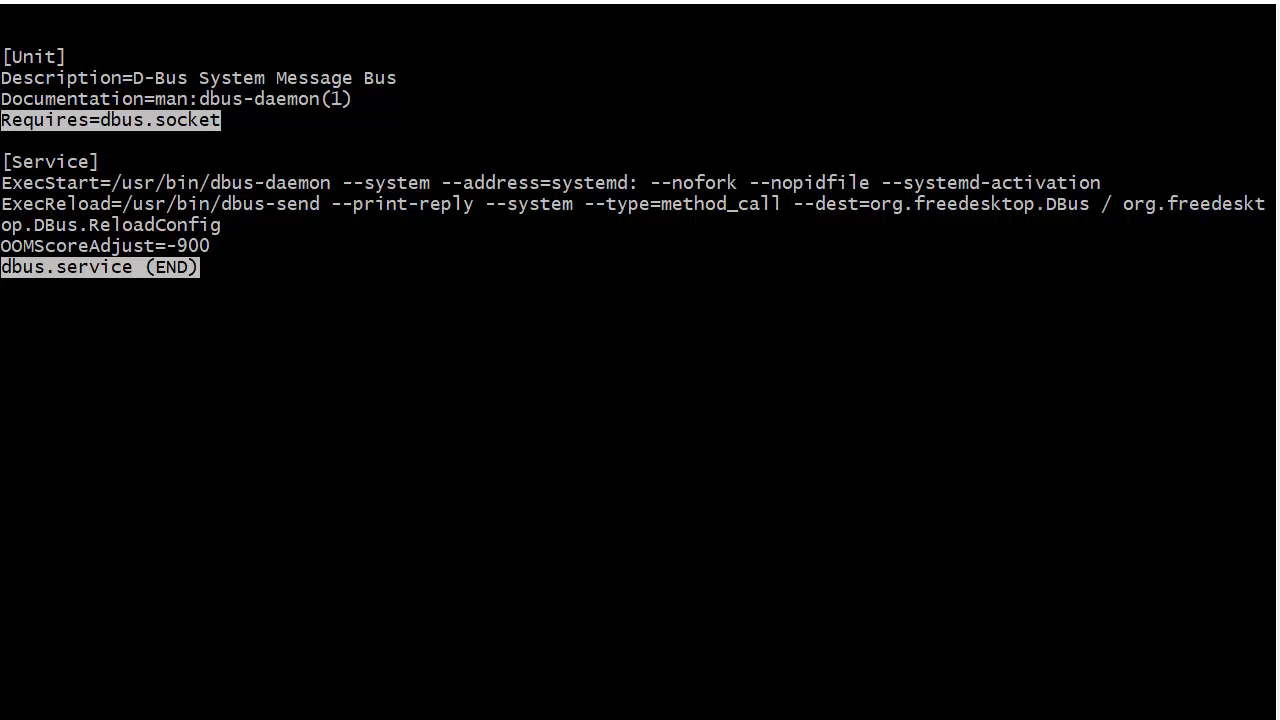 [Unit]
Description=D-Bus System Message Bus
Documentation=man:dbus-daemon(1)
Requires=dbus.socket
[Service]
ExecStart=/usr/bin/dbus-daemon --system --address=systemd: --nofork --nopidfile --systemd-activation
ExecReload=/usr/bin/dbus-send --print-reply --system --type=method_call --dest=org.freedesktop.DBus / org.freedeskt
op.DBus.ReloadConfig
OOMScoreAdjust=-900
dbus.service (END)